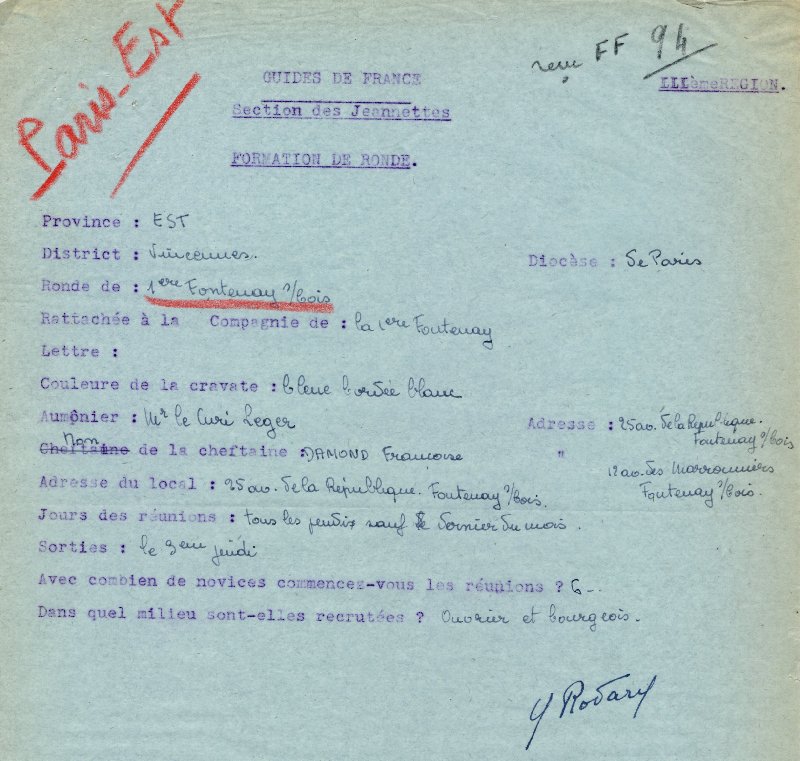 Paris-Est
reçu FF 94
GUIDES DE FRANCE
IIIèmeREGION.
Section des Jeannettes
FORMATION DE RONDE.
Province : EST
District : Vincennes.
Diocèse : de Paris
Ronde de : 1ere Fontenay s/bois
Rattachée à la Compagnie de : la 1ere Fontenay
Lettre :
Couleure de la cravate : bleue bordée blanc
Aumônier : Mr le Curé Leger
Adresse : 25 av. de la République.
Fontenay s/bois
Nom
Cheftaine de la cheftaine : DAMOND Françoise
" 12 av. des Marronniers
Fontenay s/bois.
Adresse du local : 25 av. de la République. Fontenay s/bois.
Jours des réunions : tous les jeudis sauf le dernier du mois.
Sorties : le 3eme jeudi
Avec combien de novices commencez-vous les réunions ? 6-.
Dans quel milieu sont-elles recrutées ? Ouvrier et bourgeois.
Y Rodary